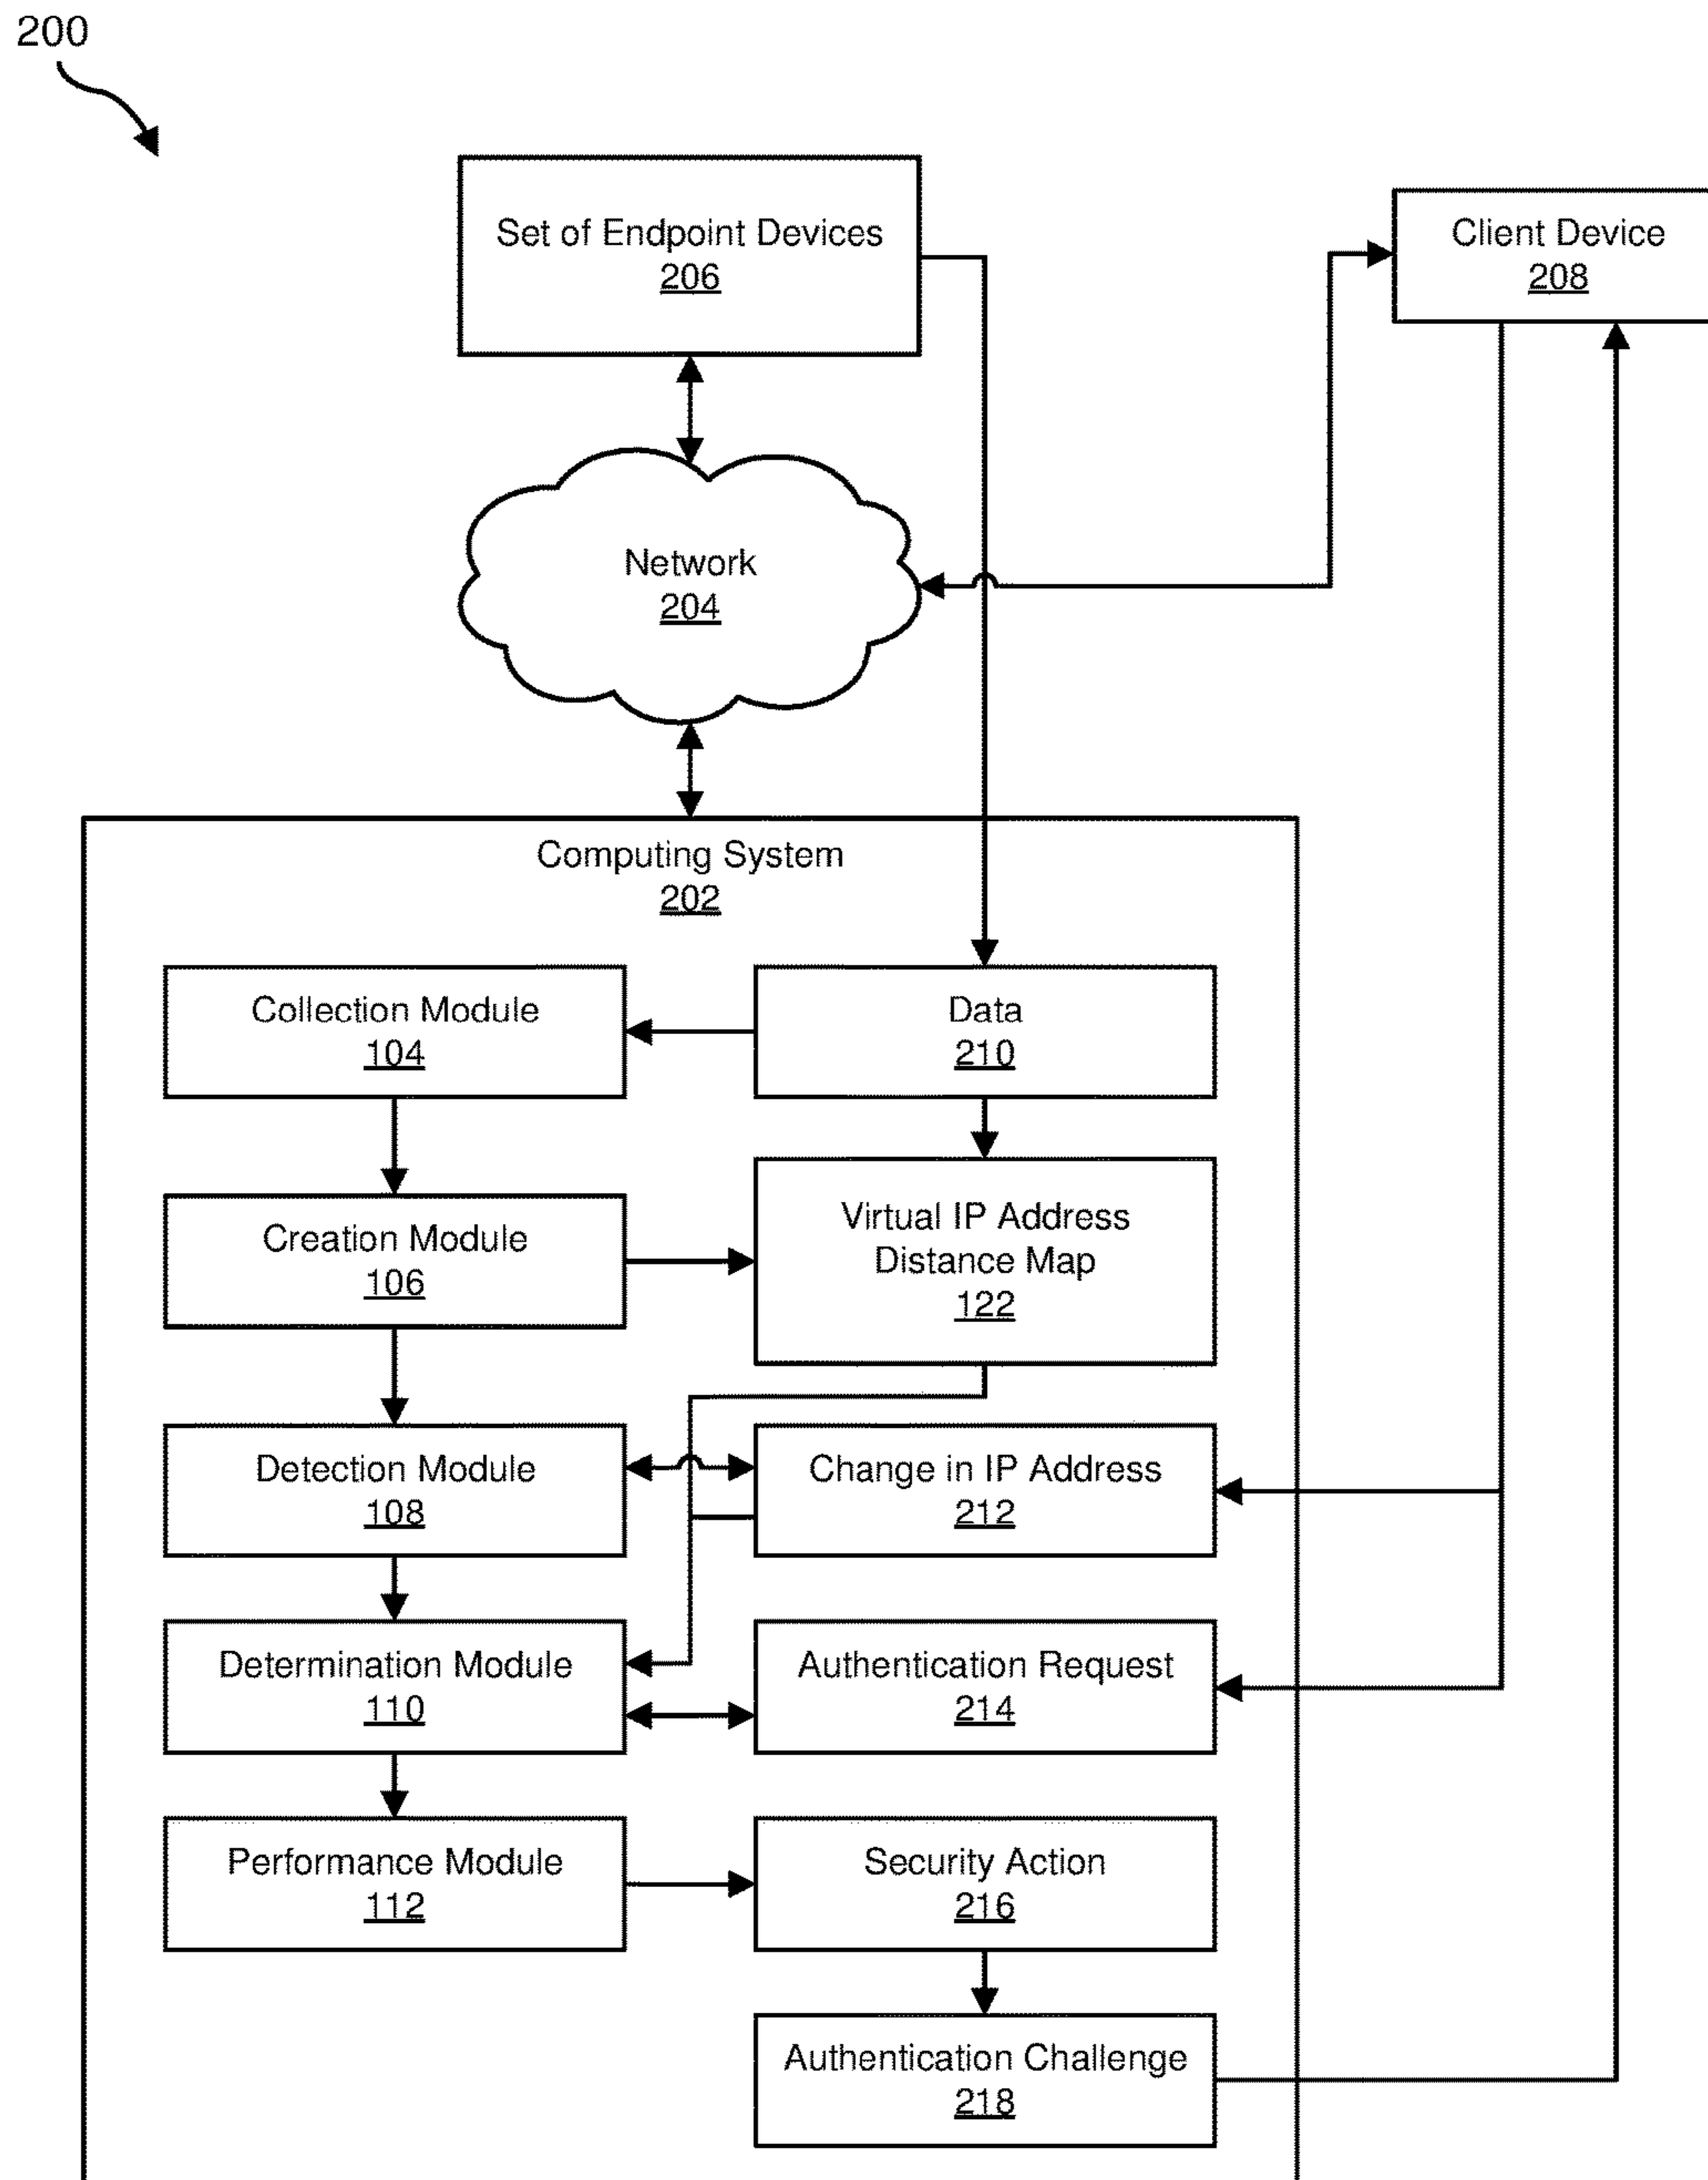 200
Set of Endpoint Devices
206
Client Device
208
Network
204
Computing System
202
Collection Module
104
Data
210
Creation Module
106
Virtual IP Address
Distance Map
122
Detection Module
108
Change in IP Address
212
Determination Module
110
Authentication Request
214
Performance Module
112
Security Action
216
Authentication Challenge
218